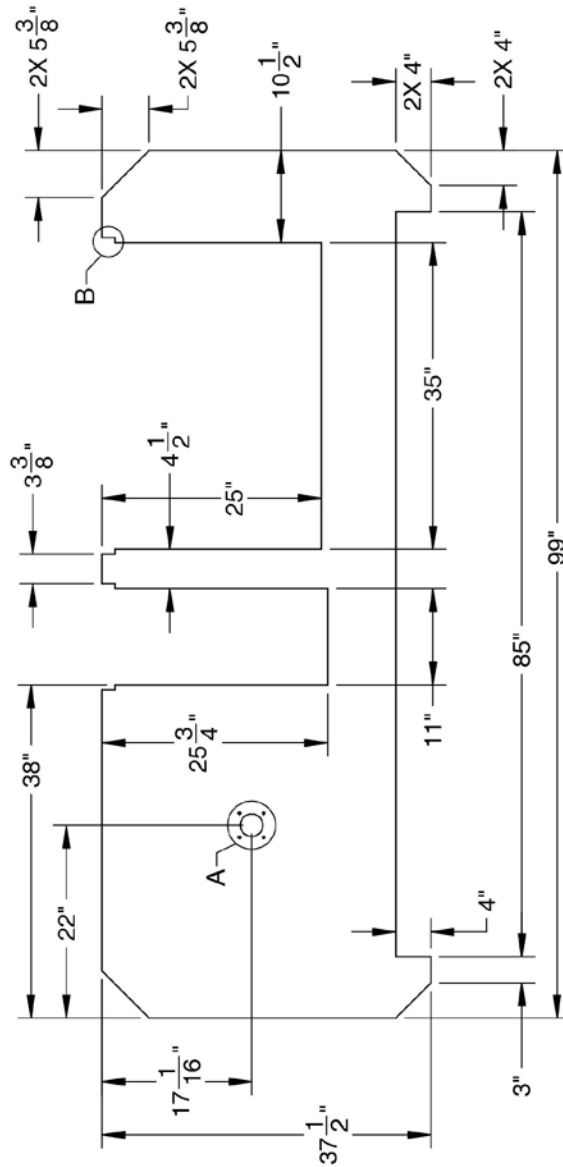 2X 5 3/8"
2X 5 3/8"
10 1/2"
2X 4"
2X 4"
B
3 3/8"
4 1/2"
25"
35"
38"
25 3/4"
11"
22"
A
85"
99"
4"
17 1/16"
37 1/2"
3"